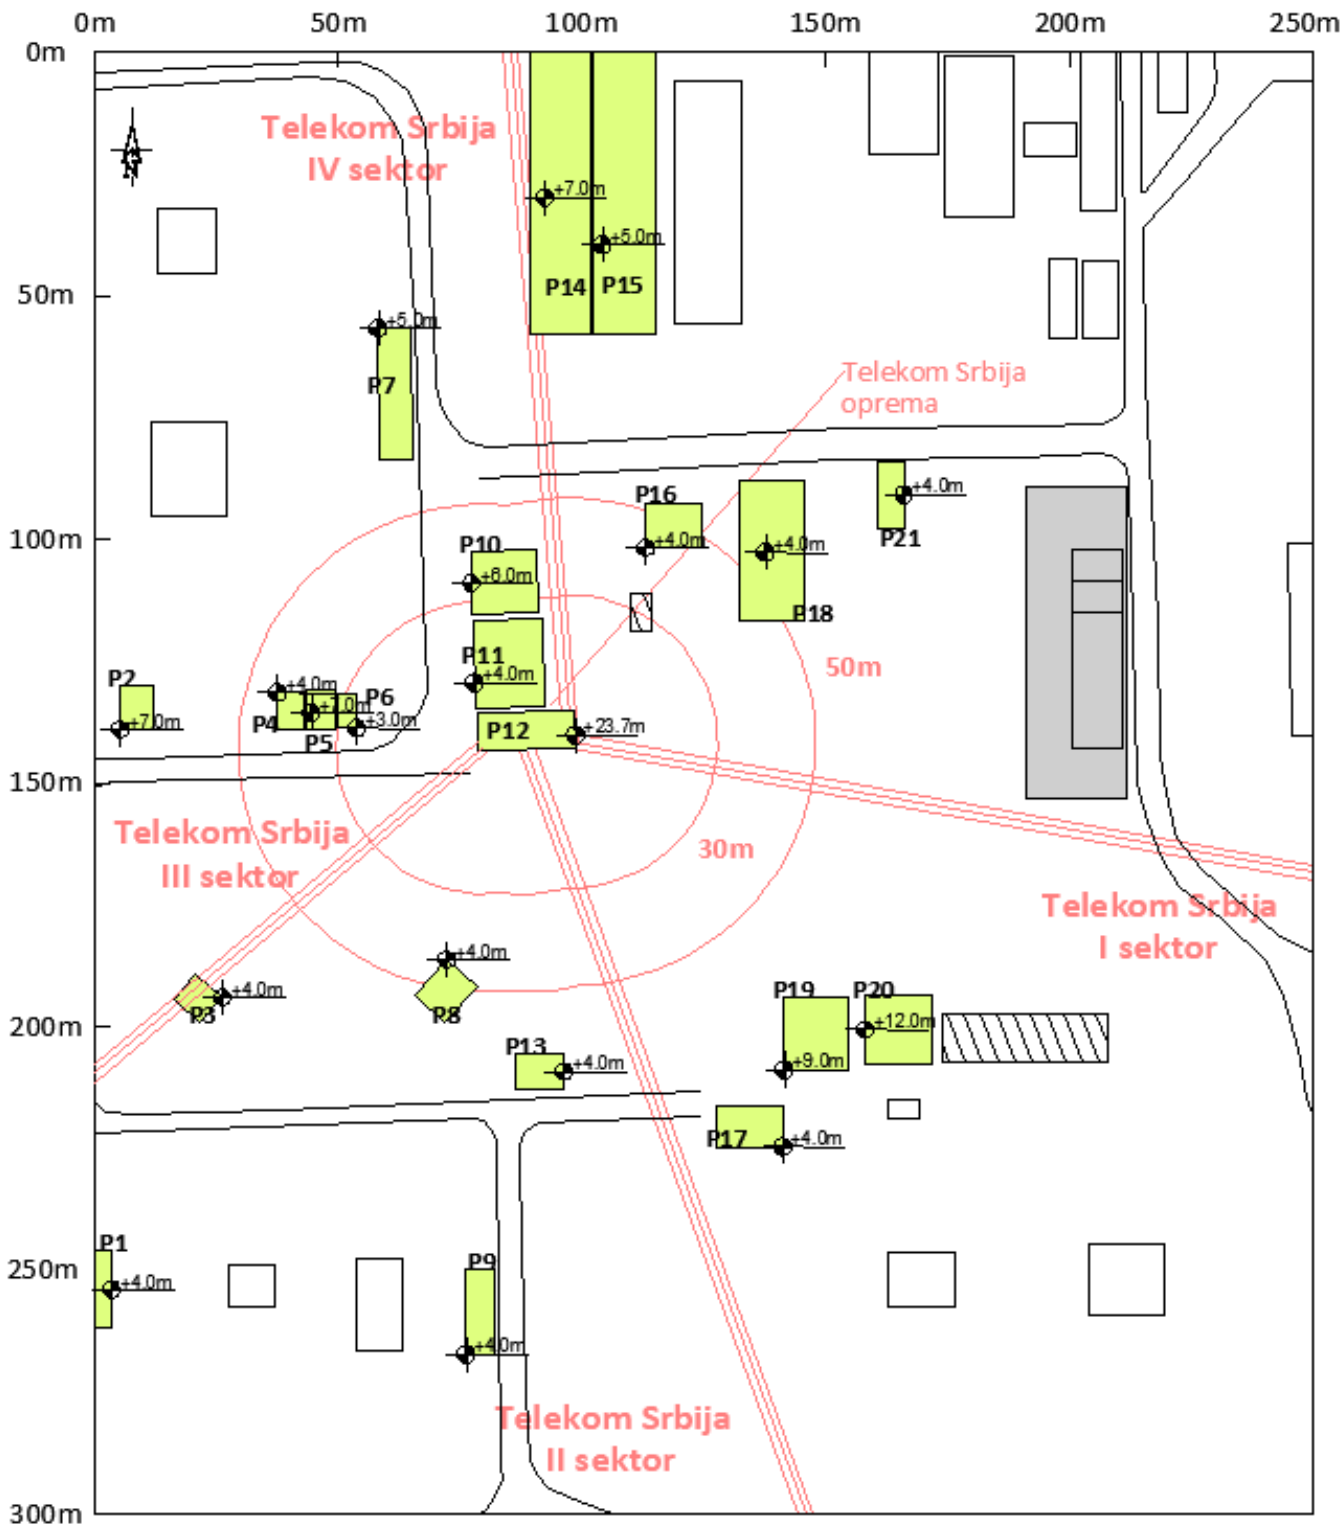 0m 50m 100m 150m 200m 250m
0m
Telekom Srbija
IV sektor
+7.0m
+5.0m
P14 P15
50m
+5.0m
P7
Telekom Srbija
oprema
P16
+4.0m
P21
100m
+4.0m
+4.0m
P10
+6.0m
P18
P11
+4.0m
50m
P2
+7.0m
+4.0m
P4
+7.0m
P5
P6
+3.0m
P12
+23.7m
150m
Telekom Srbija
III sektor
30m
Telekom Srbija
I sektor
+4.0m
P8
+4.0m
P3
P19 P20
200m
+12.0m
+9.0m
P13
+4.0m
P17
+4.0m
P1
+4.0m
250m
P9
+4.0m
Telekom Srbija
II sektor
300m